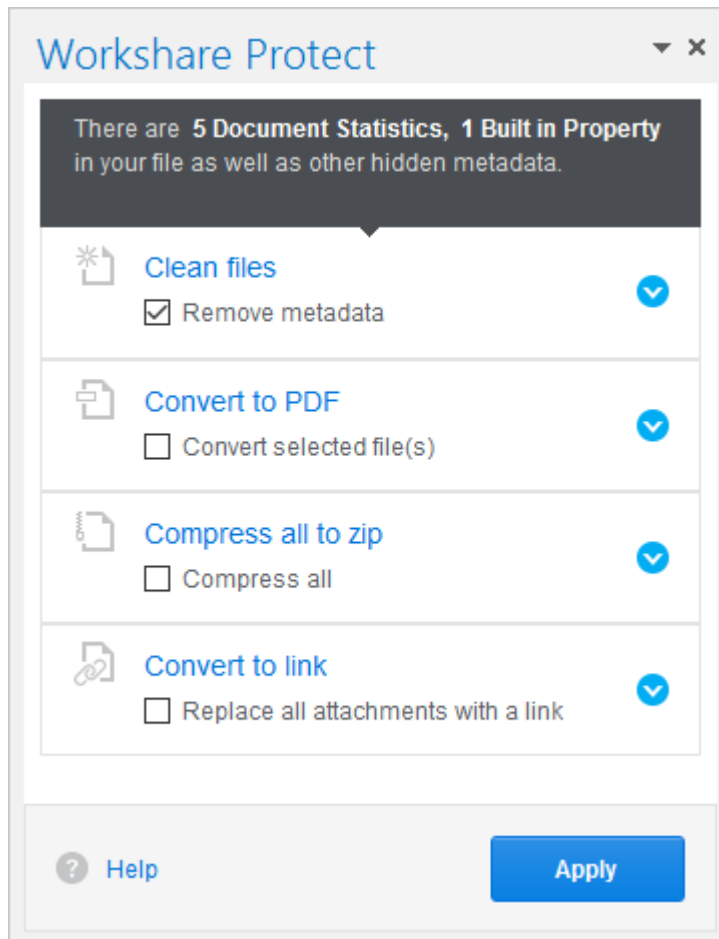 Workshare Protect
There are 5 Document Statistics, 1 Built in Property
in your file as well as other hidden metadata.
Clean files
Remove metadata
Convert to PDF
Convert selected file(s)
Compress all to zip
Compress all
Convert to link
Replace all attachments with a link
? Help
Apply